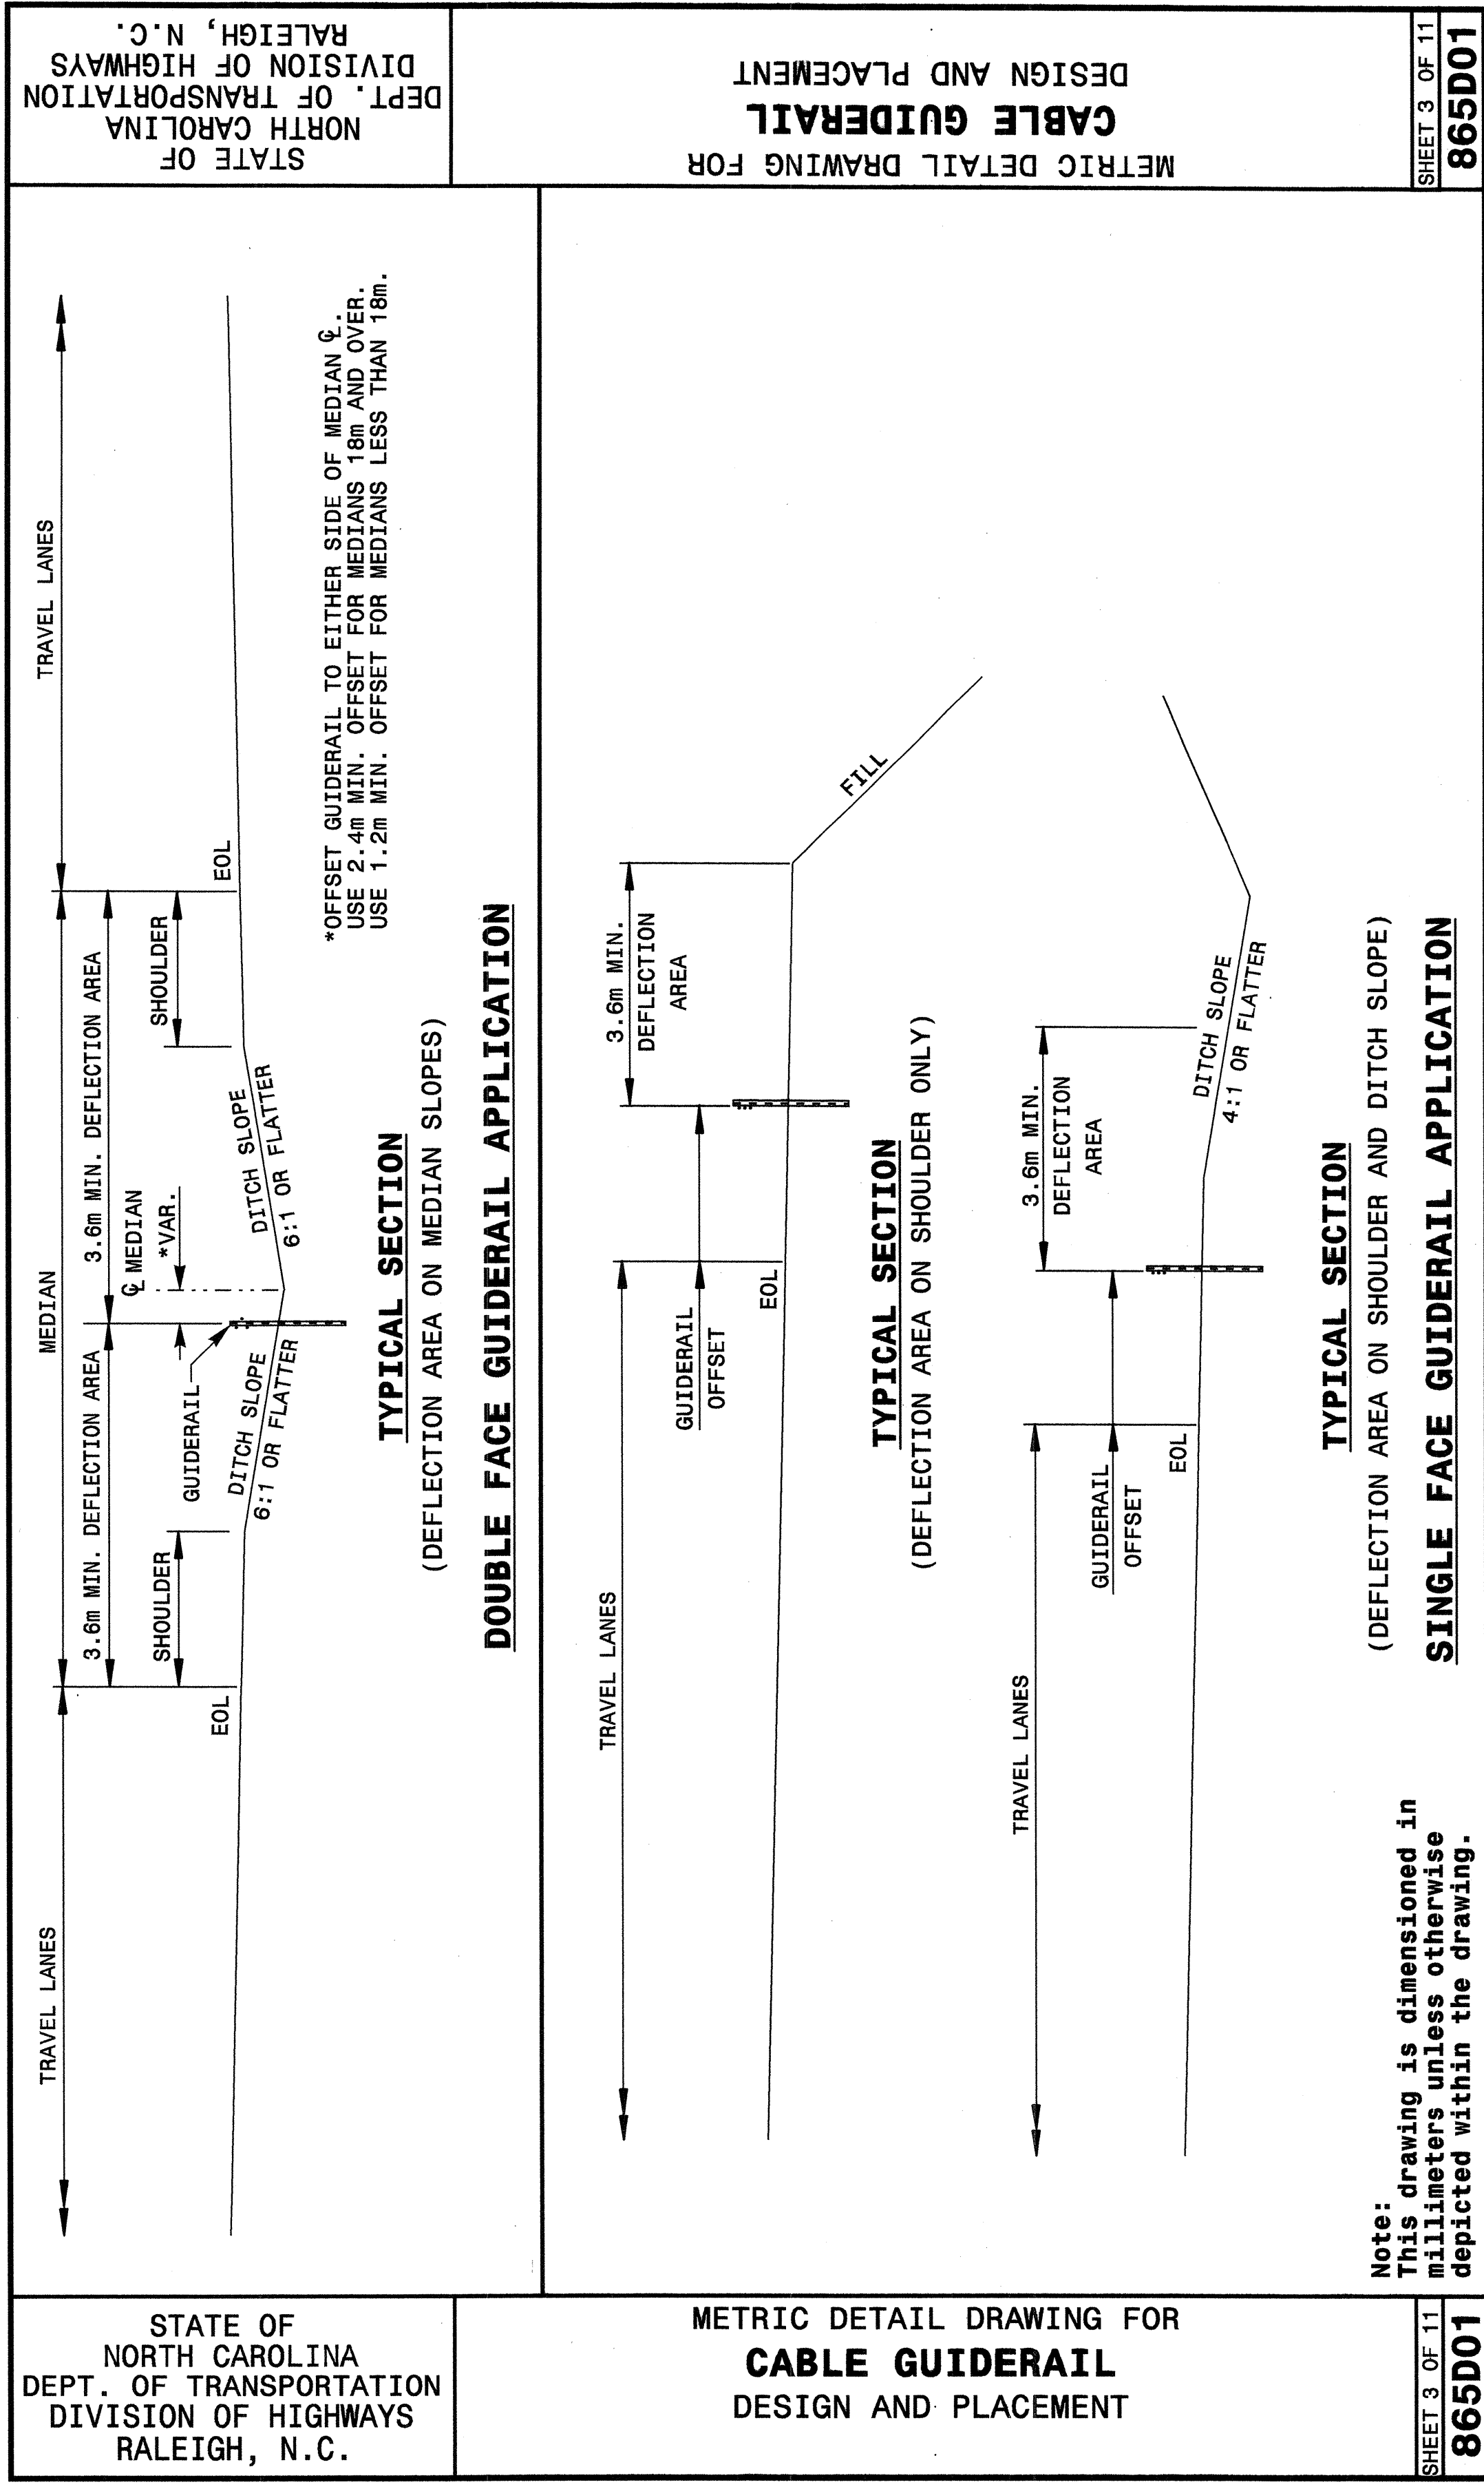 STATE OF
NORTH CAROLINA
DEPT. OF TRANSPORTATION
DIVISION OF HIGHWAYS
RALEIGH, N.C.
METRIC DETAIL DRAWING FOR
CABLE GUIDERAIL
DESIGN AND PLACEMENT
SHEET 3 OF 11
865D01
TRAVEL LANES
MEDIAN
TRAVEL LANES
3.6m MIN. DEFLECTION AREA
3.6m MIN. DEFLECTION AREA
℄ MEDIAN
*VAR.
SHOULDER
SHOULDER
GUIDERAIL
EOL
EOL
DITCH SLOPE
6:1 OR FLATTER
DITCH SLOPE
6:1 OR FLATTER
*OFFSET GUIDERAIL TO EITHER SIDE OF MEDIAN ℄.
USE 2.4m MIN. OFFSET FOR MEDIANS 18m AND OVER.
USE 1.2m MIN. OFFSET FOR MEDIANS LESS THAN 18m.
TYPICAL SECTION
(DEFLECTION AREA ON MEDIAN SLOPES)
DOUBLE FACE GUIDERAIL APPLICATION
TRAVEL LANES
3.6m MIN.
DEFLECTION
AREA
GUIDERAIL
OFFSET
EOL
FILL
TYPICAL SECTION
(DEFLECTION AREA ON SHOULDER ONLY)
TRAVEL LANES
3.6m MIN.
DEFLECTION
AREA
GUIDERAIL
OFFSET
EOL
DITCH SLOPE
4:1 OR FLATTER
TYPICAL SECTION
(DEFLECTION AREA ON SHOULDER AND DITCH SLOPE)
SINGLE FACE GUIDERAIL APPLICATION
Note:
This drawing is dimensioned in
millimeters unless otherwise
depicted within the drawing.
STATE OF
NORTH CAROLINA
DEPT. OF TRANSPORTATION
DIVISION OF HIGHWAYS
RALEIGH, N.C.
METRIC DETAIL DRAWING FOR
CABLE GUIDERAIL
DESIGN AND PLACEMENT
SHEET 3 OF 11
865D01